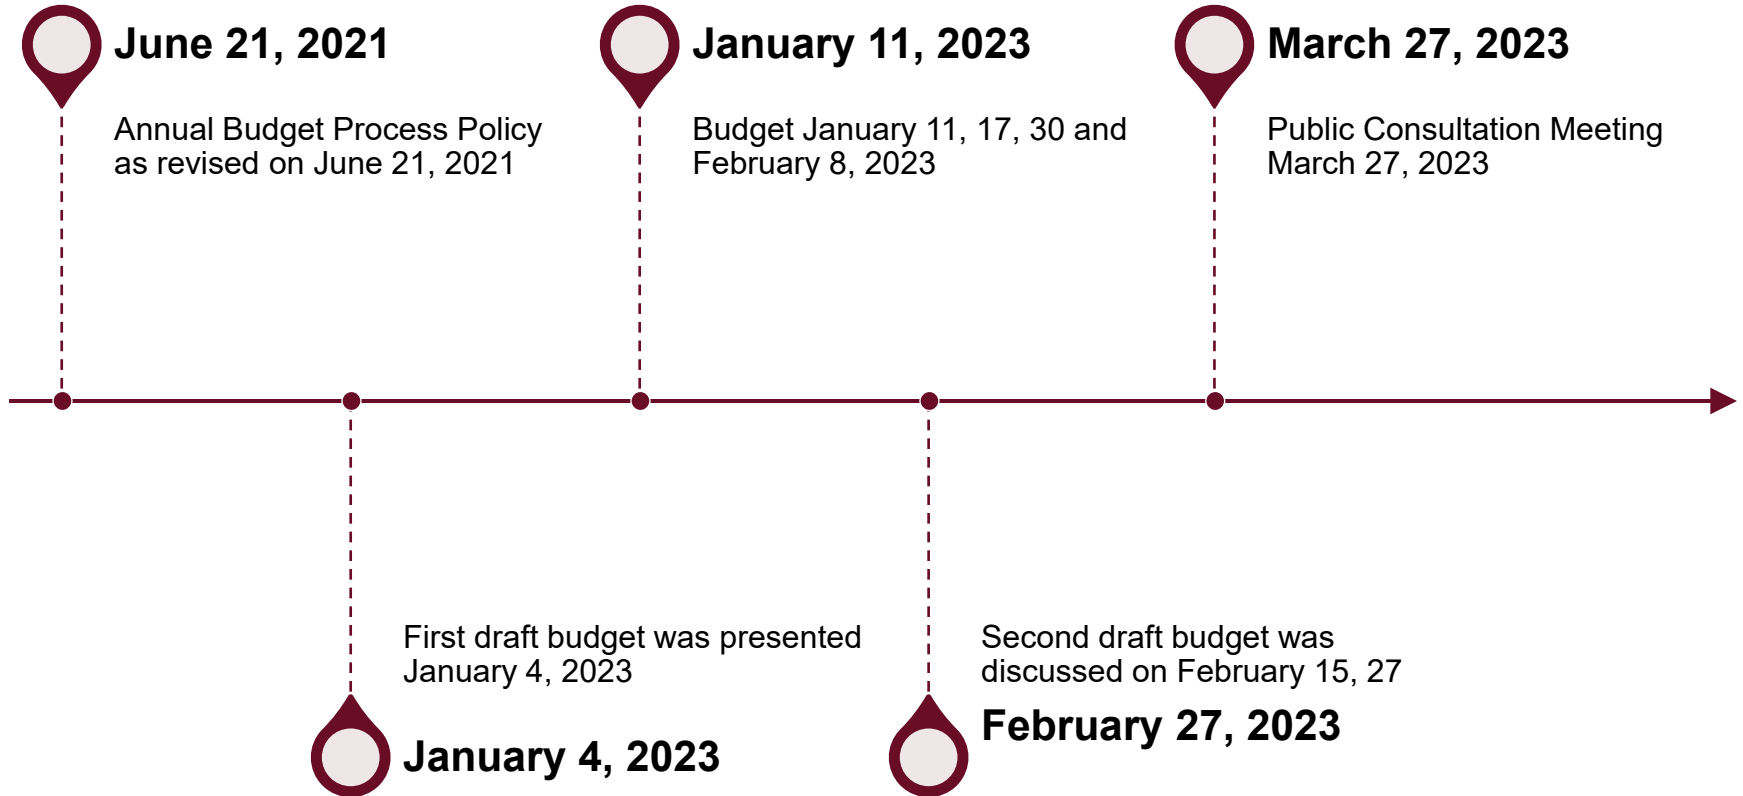 June 21, 2021
Annual Budget Process Policy
as revised on June 21, 2021
January 11, 2023
Budget January 11, 17, 30 and
February 8, 2023
March 27, 2023
Public Consultation Meeting
March 27, 2023
First draft budget was presented
January 4, 2023
January 4, 2023
Second draft budget was
discussed on February 15, 27
February 27, 2023